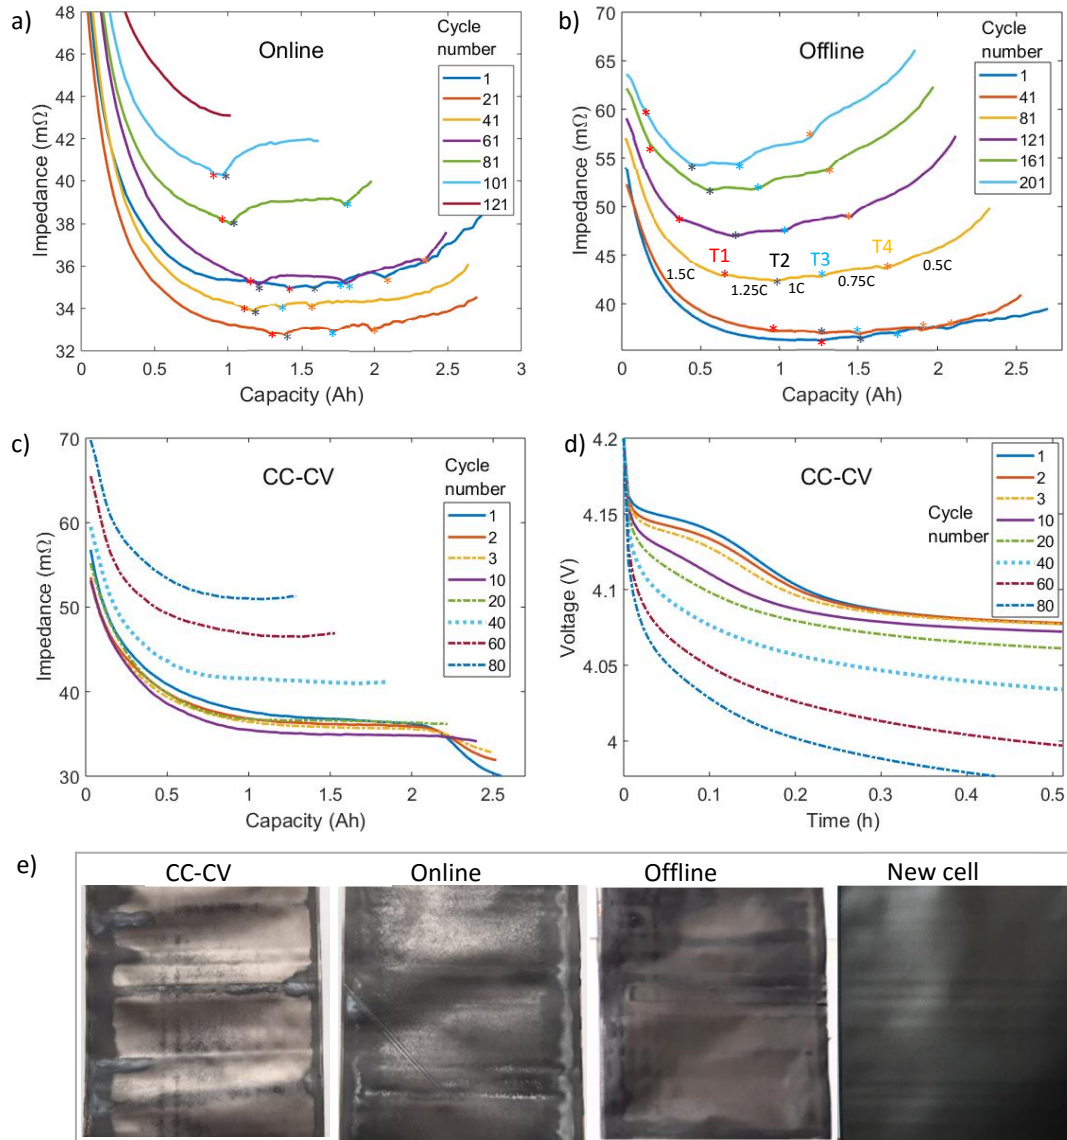 a)
Online
Cycle
number
1
21
41
61
81
101
121
48
46
44
42
40
38
36
34
32
Impedance (mΩ)
0
0.5
1
1.5
2
2.5
3
Capacity (Ah)
b)
Offline
Cycle
number
1
41
81
121
161
201
70
65
60
55
50
45
40
Impedance (mΩ)
T1
T2
T3
T4
1.5C
1.25C
1C
0.75C
0.5C
0
0.5
1
1.5
2
2.5
Capacity (Ah)
c)
CC-CV
Cycle
number
1
2
3
10
20
40
60
80
70
60
50
40
30
Impedance (mΩ)
0
0.5
1
1.5
2
2.5
Capacity (Ah)
d)
CC-CV
Cycle
number
1
2
3
10
20
40
60
80
4.2
4.15
4.1
4.05
4
Voltage (V)
0
0.1
0.2
0.3
0.4
0.5
Time (h)
e)
CC-CV
Online
Offline
New cell